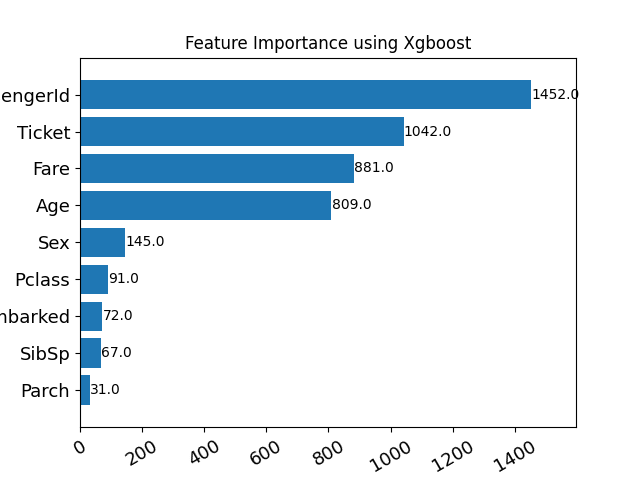 Feature Importance using Xgboost
engerId
1452.0
Ticket
1042.0
Fare
881.0
Age
809.0
Sex
145.0
Pclass
91.0
nbarked
72.0
SibSp
67.0
Parch
31.0
0 200 400 600 800 1000 1200 1400